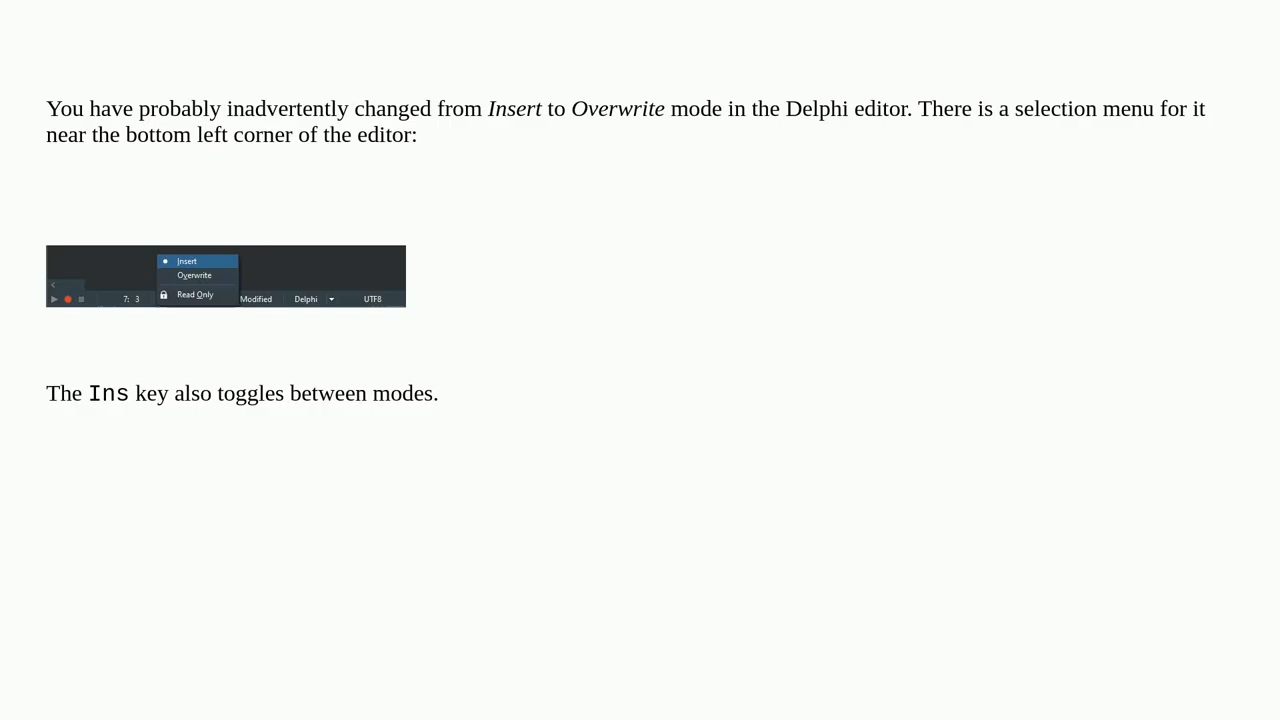 You have probably inadvertently changed from Insert to Overwrite mode in the Delphi editor. There is a selection menu for it
near the bottom left corner of the editor:
Insert
Overwrite
Read Only
7: 3 Modified Delphi UTF8
The Ins key also toggles between modes.